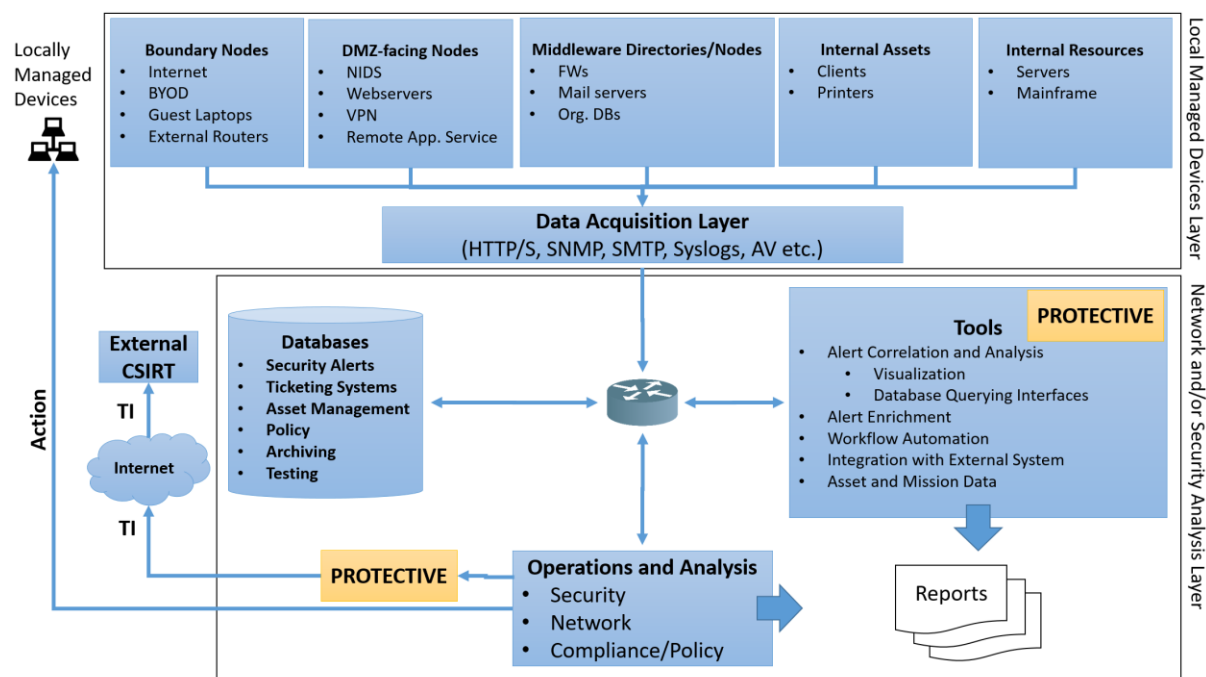 Locally
Managed
Devices
Boundary Nodes
• Internet
• BYOD
• Guest Laptops
• External Routers
DMZ-facing Nodes
• NIDS
• Webservers
• VPN
• Remote App. Service
Middleware Directories/Nodes
• FWs
• Mail servers
• Org. DBs
Internal Assets
• Clients
• Printers
Internal Resources
• Servers
• Mainframe
Local Managed Devices Layer
Data Acquisition Layer
(HTTP/S, SNMP, SMTP, Syslogs, AV etc.)
Network and/or Security Analysis Layer
Action
External
CSIRT
TI
Internet
TI
Databases
• Security Alerts
• Ticketing Systems
• Asset Management
• Policy
• Archiving
• Testing
PROTECTIVE
Tools
• Alert Correlation and Analysis
• Visualization
• Database Querying Interfaces
• Alert Enrichment
• Workflow Automation
• Integration with External System
• Asset and Mission Data
PROTECTIVE
Operations and Analysis
• Security
• Network
• Compliance/Policy
Reports